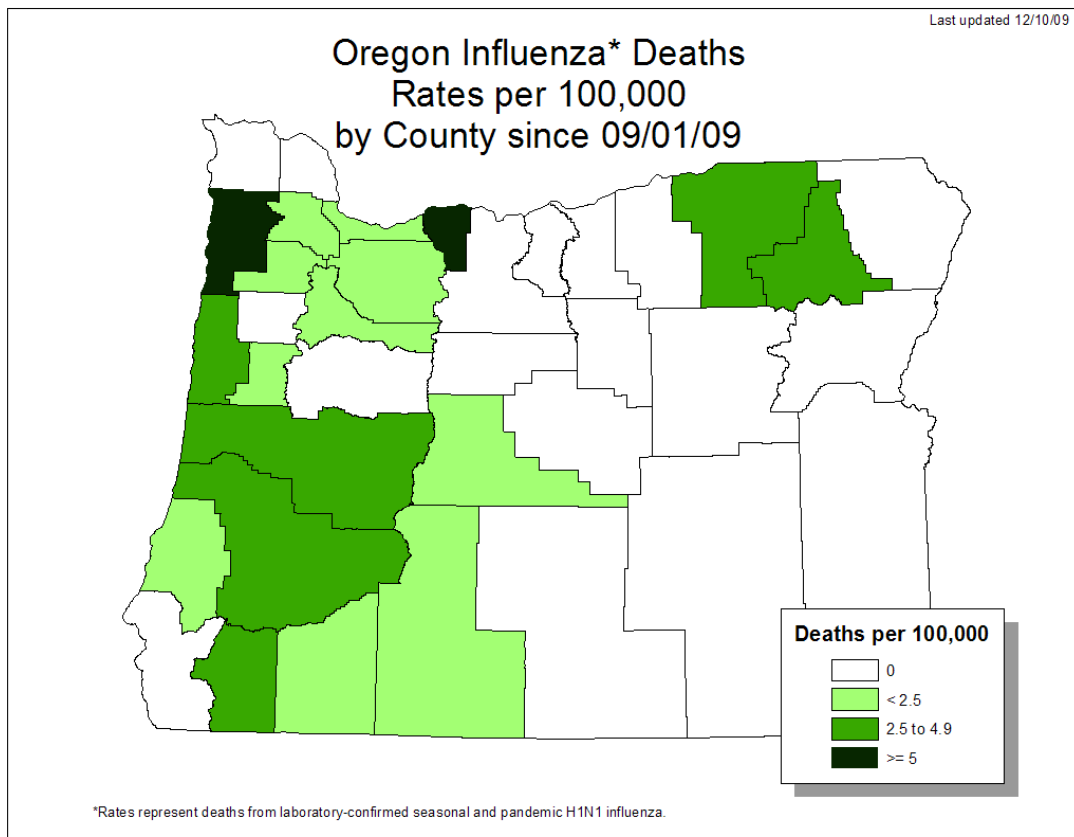 Last updated 12/10/09
Oregon Influenza* Deaths
Rates per 100,000
by County since 09/01/09
Deaths per 100,000
0
< 2.5
2.5 to 4.9
>= 5
*Rates represent deaths from laboratory-confirmed seasonal and pandemic H1N1 influenza.